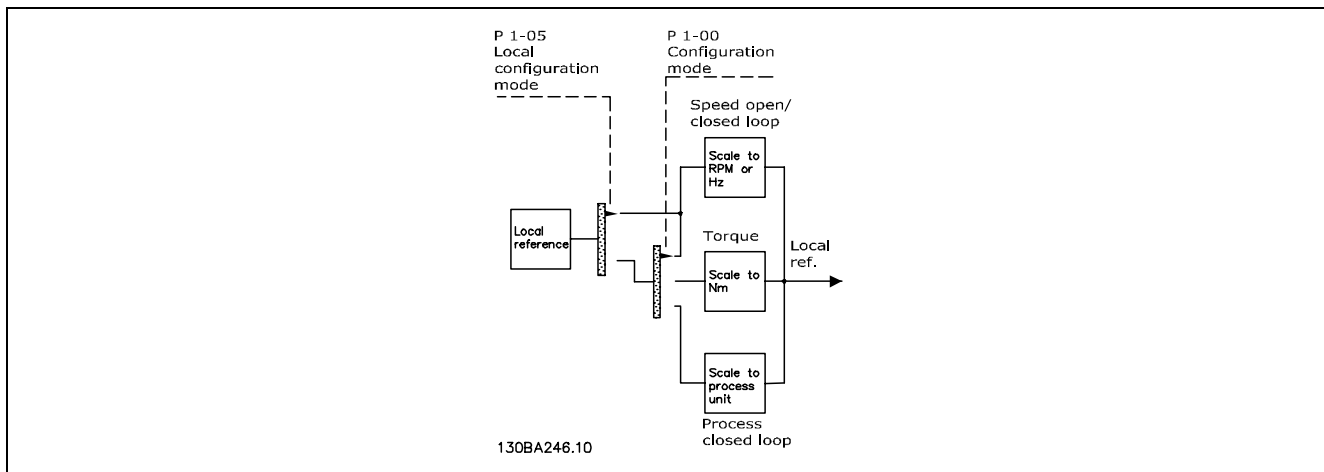 P 1-05
Local
configuration
mode
P 1-00
Configuration
mode
Speed open/
closed loop
Scale to
RPM or
Hz
Local
reference
Torque
Scale to
Nm
Local
ref.
Scale to
process
unit
Process
closed loop
130BA246.10